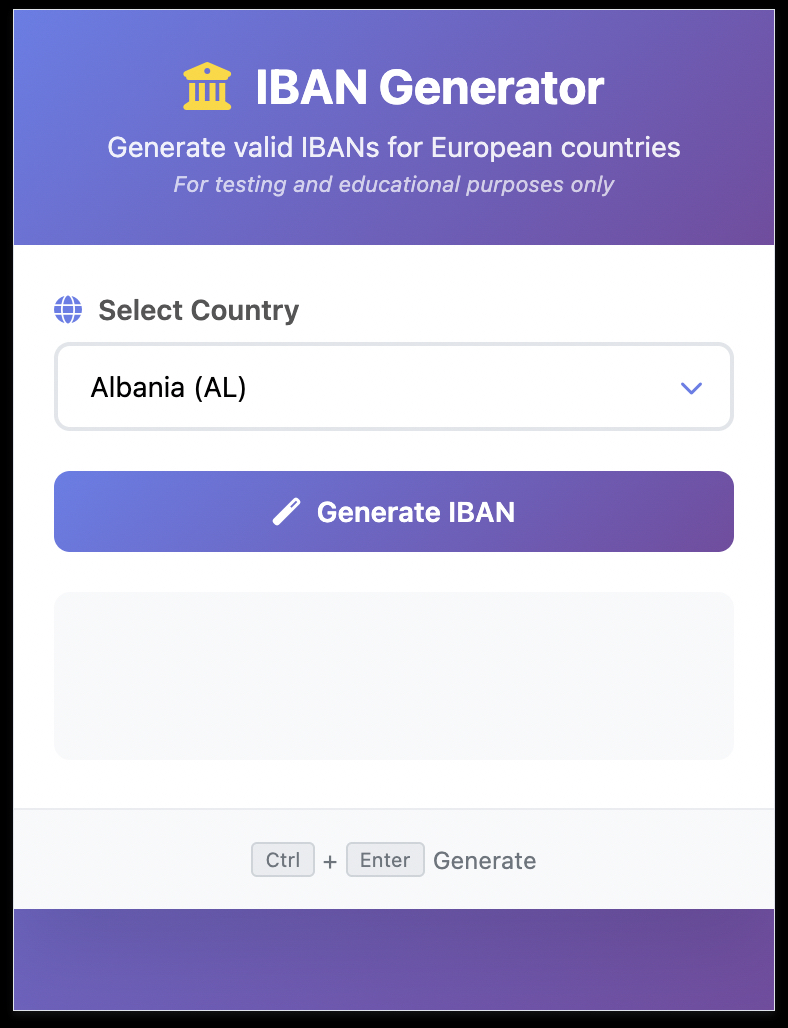 IBAN Generator
Generate valid IBANs for European countries
For testing and educational purposes only
Select Country
Albania (AL)
Generate IBAN
Ctrl + Enter Generate